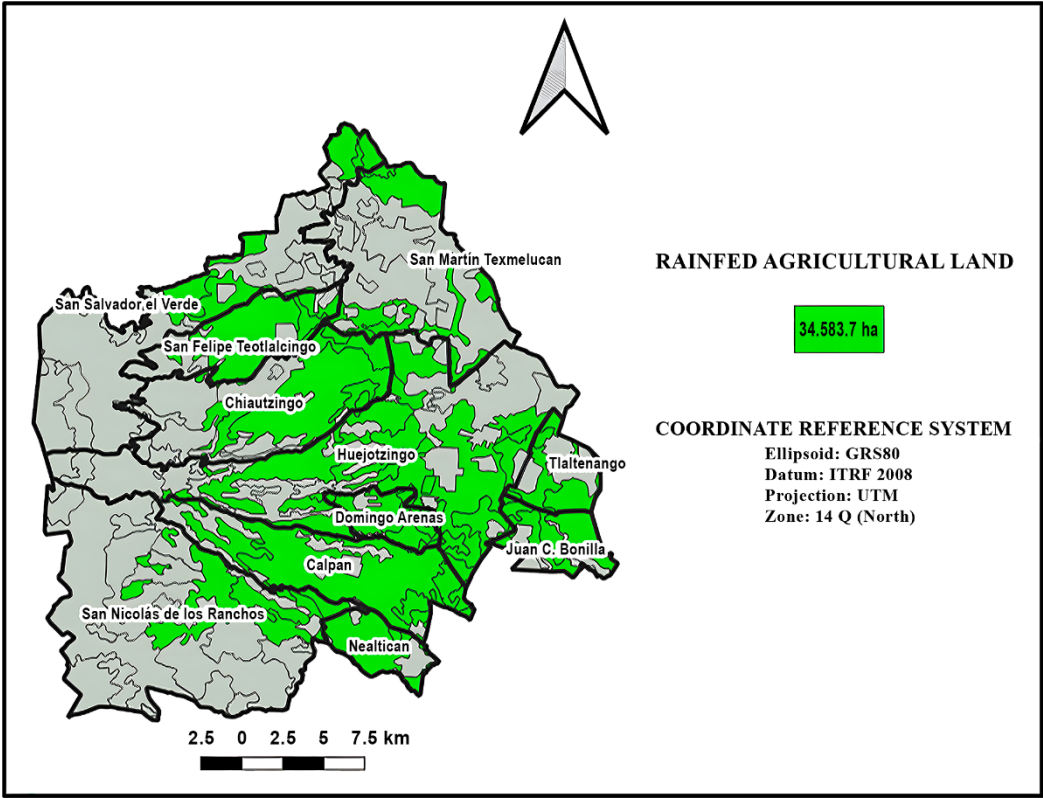 San Martín Texmelucan
RAINFED AGRICULTURAL LAND
San Salvador el Verde
34.583.7 ha
San Felipe Teotlalcingo
Chiautzingo
COORDINATE REFERENCE SYSTEM
Ellipsoid: GRS80
Huejotzingo
Tlaltenango
Datum: ITRF 2008
Projection: UTM
Domingo Arenas
Zone: 14 Q (North)
Juan C. Bonilla
Calpan
San Nicolás de los Ranchos
Nealtican
2.5 0 2.5 5 7.5 km